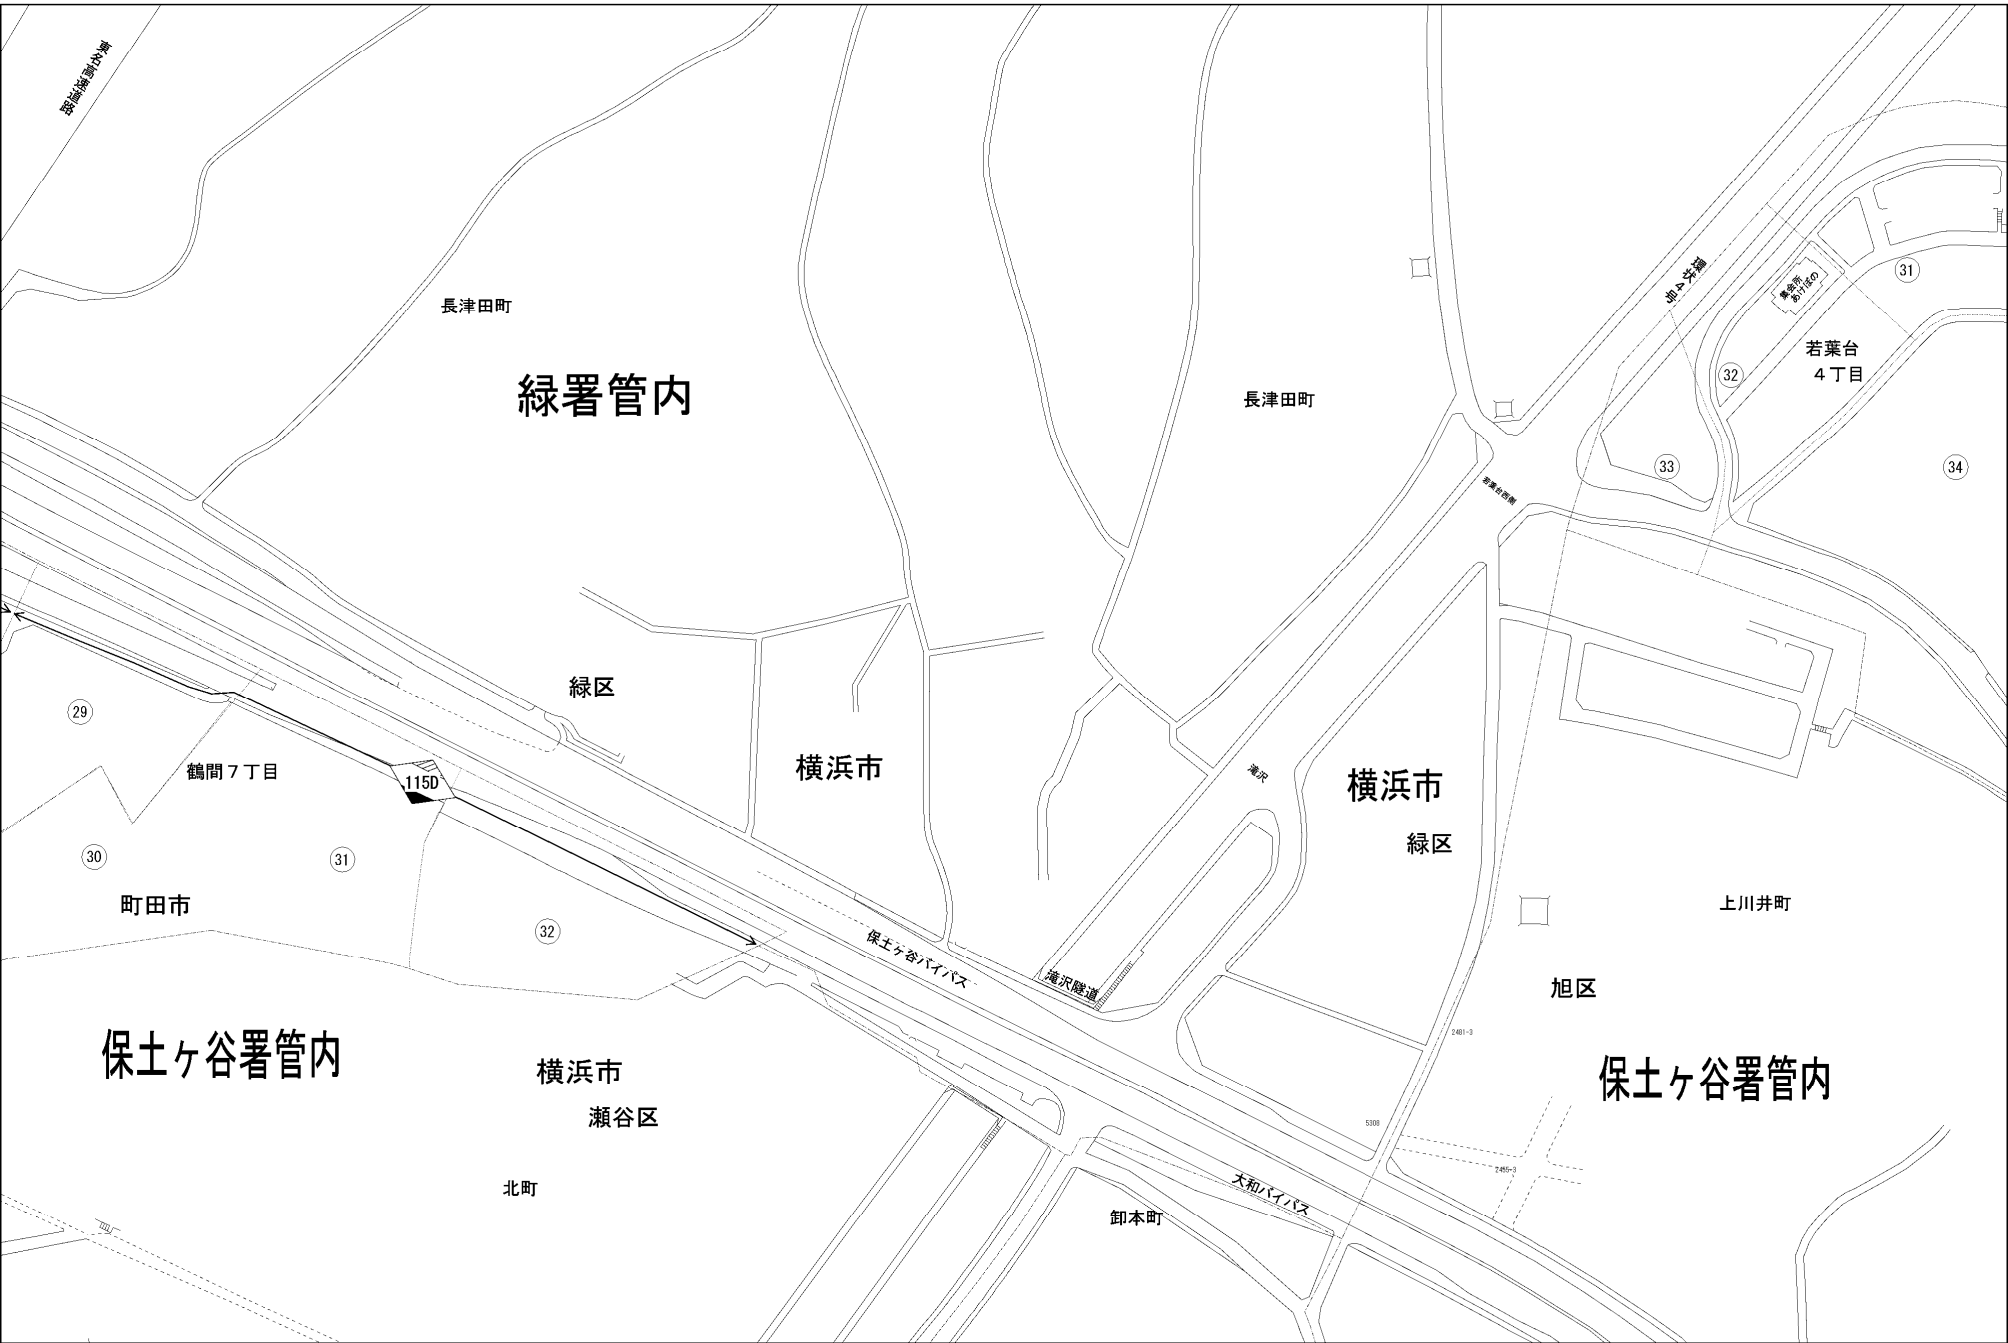 東名高速道路
長津田町
緑署管内
長津田町
環状4号
集会所
あけぼの
31
若葉台
4丁目
32
33
34
若葉台西側
緑区
29
鶴間7丁目
115D
横浜市
滝沢
横浜市
緑区
30
31
町田市
32
保土ヶ谷バイパス
滝沢隧道
上川井町
旭区
2481-3
保土ヶ谷署管内
横浜市
瀬谷区
保土ヶ谷署管内
5308
2455-3
北町
大和バイパス
卸本町